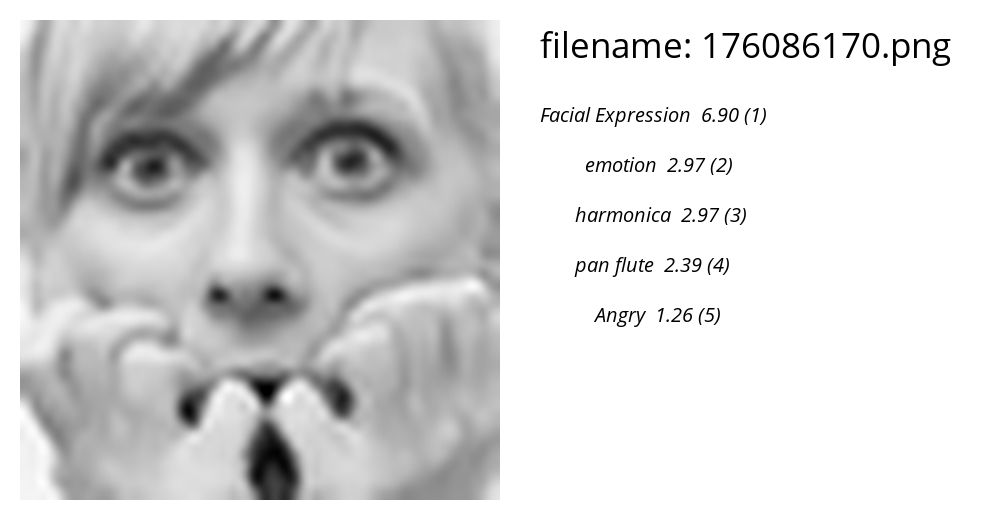 filename: 176086170.png
Facial Expression 6.90 (1)
emotion 2.97 (2)
harmonica 2.97 (3)
pan flute 2.39 (4)
Angry 1.26 (5)